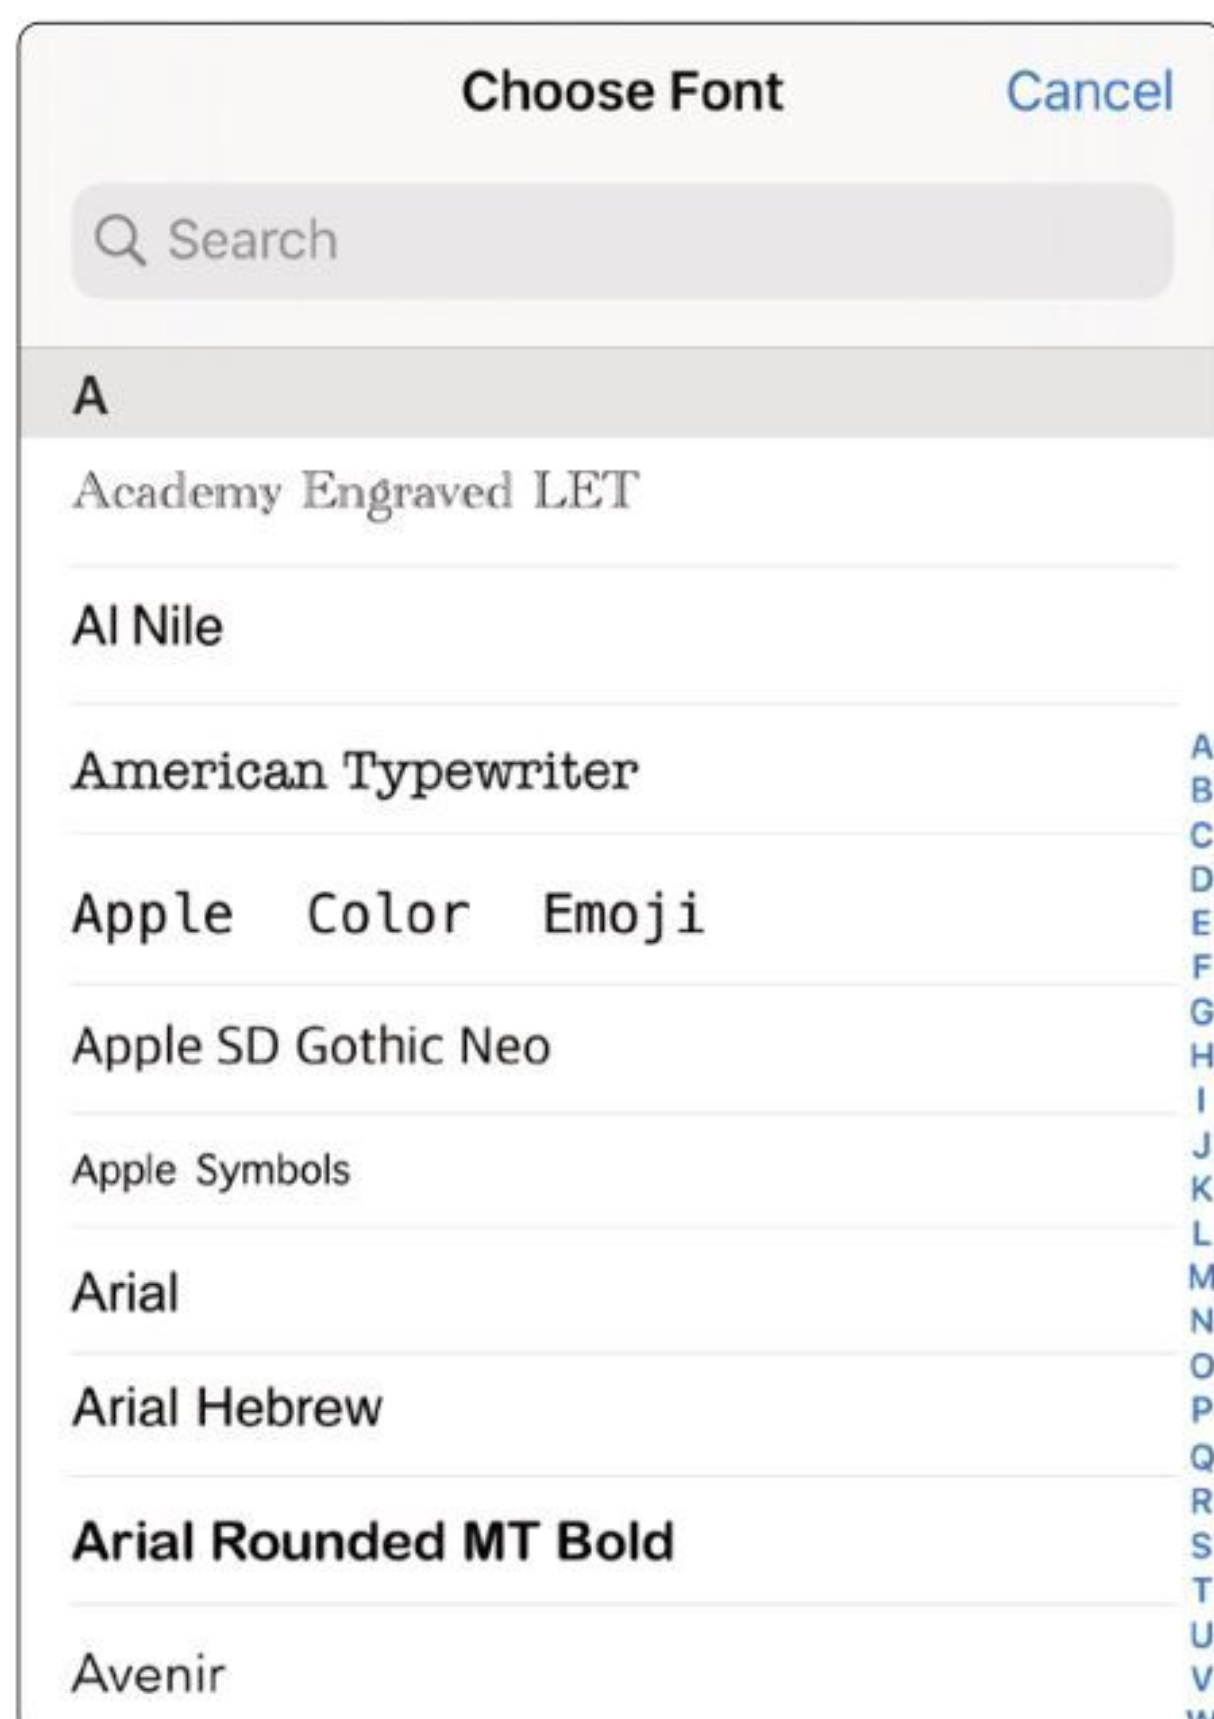 Choose Font Cancel
Search
A
Academy Engraved LET
Al Nile
American Typewriter
Apple Color Emoji
Apple SD Gothic Neo
Apple Symbols
Arial
Arial Hebrew
Arial Rounded MT Bold
Avenir
A
B
C
D
E
F
G
H
I
J
K
L
M
N
O
P
Q
R
S
T
U
V
W